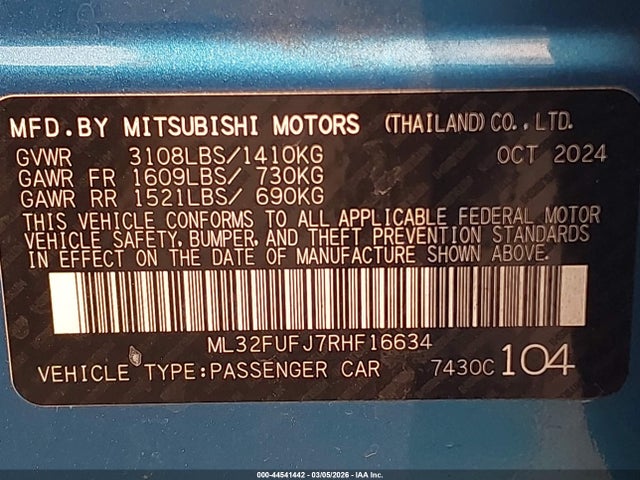 MFD.BY MITSUBISHI MOTORS (THAILAND) CO., LTD.
GVWR 3108LBS/1410KG OCT 2024
GAWR FR 1609LBS/ 730KG
GAWR RR 1521LBS/ 690KG
THIS VEHICLE CONFORMS TO ALL APPLICABLE FEDERAL MOTOR
VEHICLE SAFETY, BUMPER, AND THEFT PREVENTION STANDARDS
IN EFFECT ON THE DATE OF MANUFACTURE SHOWN ABOVE.
ML32FUFJ7RHF16634
VEHICLE TYPE:PASSENGER CAR 7430C 104
000-44541442 - 03/05/2026 - IAA Inc.